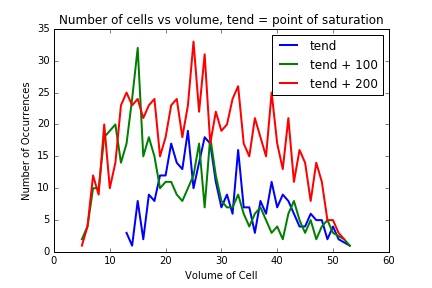 Number of cells vs volume, tend = point of saturation
35
30
25
20
15
10
5
0
Number of Occurrences
tend
tend + 100
tend + 200
0 10 20 30 40 50 60
Volume of Cell